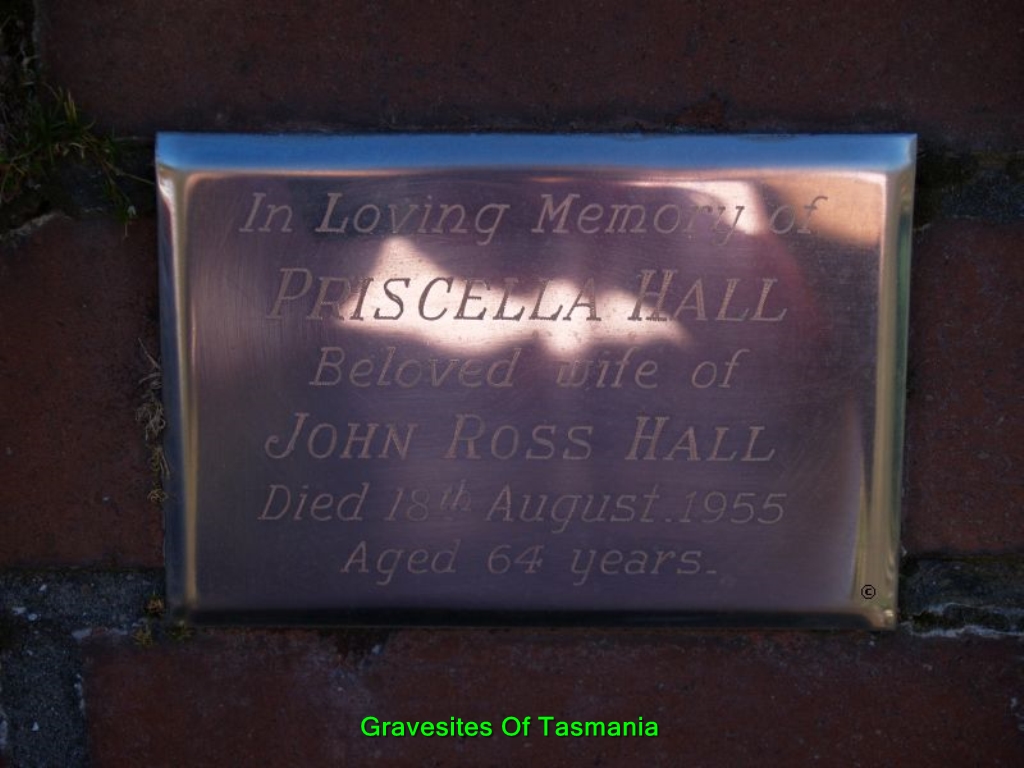 In Loving Memory of
PRISCELLA HALL
Beloved wife of
JOHN ROSS HALL
Died 18th August.1955
Aged 64 years.
©
Gravesites Of Tasmania